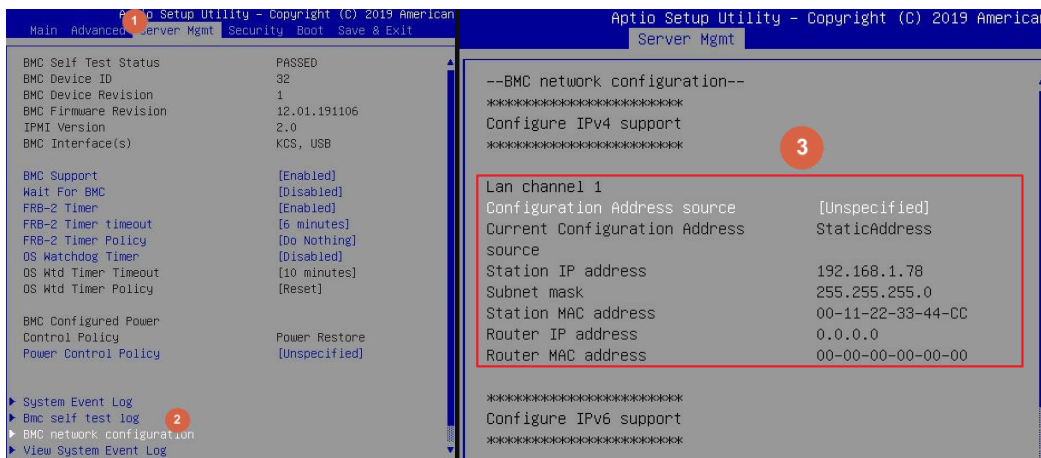 Aptio Setup Utility - Copyright (C) 2019 American
1
Main Advanced Server Mgmt Security Boot Save & Exit
BMC Self Test Status PASSED
BMC Device ID 32
BMC Device Revision 1
BMC Firmware Revision 12.01.191106
IPMI Version 2.0
BMC Interface(s) KCS, USB
BMC Support [Enabled]
Wait For BMC [Disabled]
FRB-2 Timer [Enabled]
FRB-2 Timer timeout [6 minutes]
FRB-2 Timer Policy [Do Nothing]
OS Watchdog Timer [Disabled]
OS Wtd Timer Timeout [10 minutes]
OS Wtd Timer Policy [Reset]
BMC Configured Power
Control Policy Power Restore
Power Control Policy [Unspecified]
System Event Log
Bmc self test log
2
BMC network configuration
View System Event Log
Aptio Setup Utility - Copyright (C) 2019 America
Server Mgmt
--BMC network configuration--
************************
Configure IPv4 support
************************
3
Lan channel 1
Configuration Address source [Unspecified]
Current Configuration Address StaticAddress
source
Station IP address 192.168.1.78
Subnet mask 255.255.255.0
Station MAC address 00-11-22-33-44-CC
Router IP address 0.0.0.0
Router MAC address 00-00-00-00-00-00
************************
Configure IPv6 support
************************